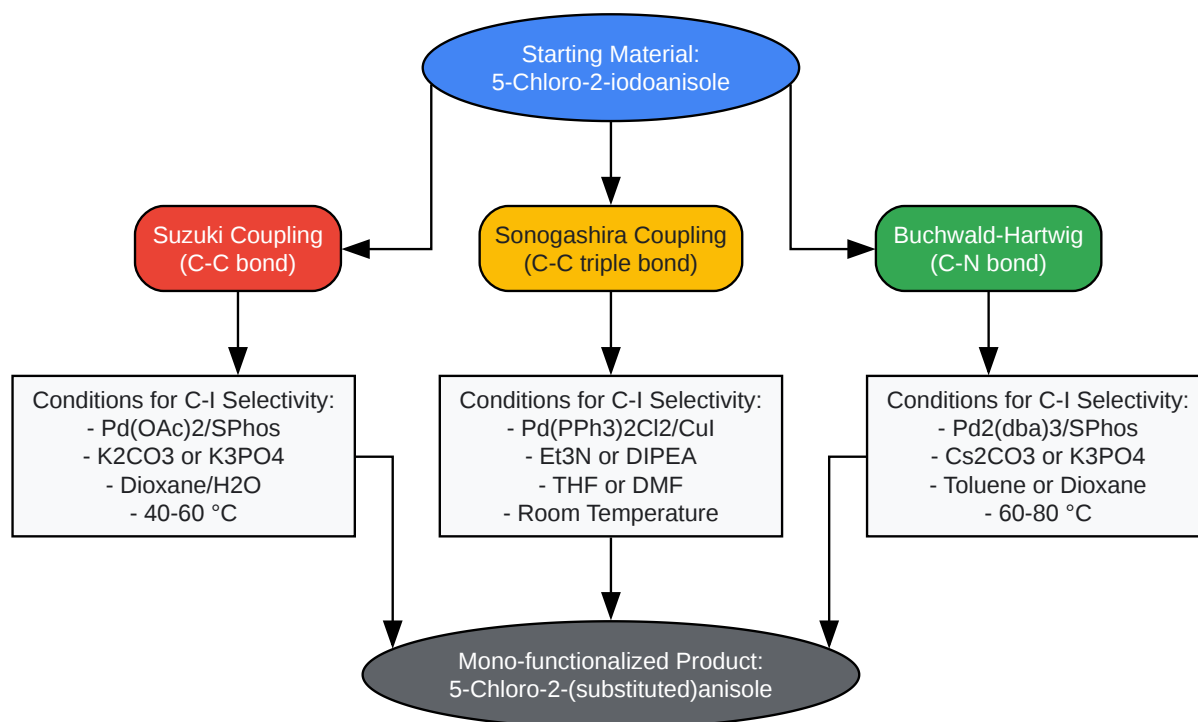 Starting Material:
5-Chloro-2-iodoanisole
Suzuki Coupling
(C-C bond)
Sonogashira Coupling
(C-C triple bond)
Buchwald-Hartwig
(C-N bond)
Conditions for C-I Selectivity:
- Pd(OAc)2/SPhos
- K2CO3 or K3PO4
- Dioxane/H2O
- 40-60 °C
Conditions for C-I Selectivity:
- Pd(PPh3)2Cl2/CuI
- Et3N or DIPEA
- THF or DMF
- Room Temperature
Conditions for C-I Selectivity:
- Pd2(dba)3/SPhos
- Cs2CO3 or K3PO4
- Toluene or Dioxane
- 60-80 °C
Mono-functionalized Product:
5-Chloro-2-(substituted)anisole